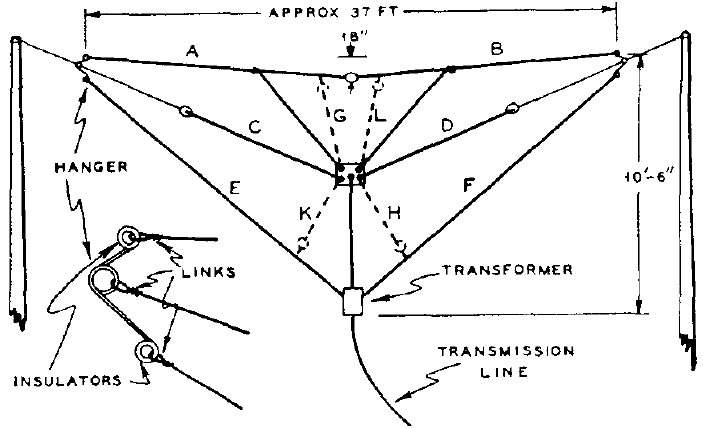 APPROX 37 FT
18"
A
B
G
L
C
D
HANGER
E
F
10'-6"
K
H
LINKS
TRANSFORMER
INSULATORS
TRANSMISSION
LINE